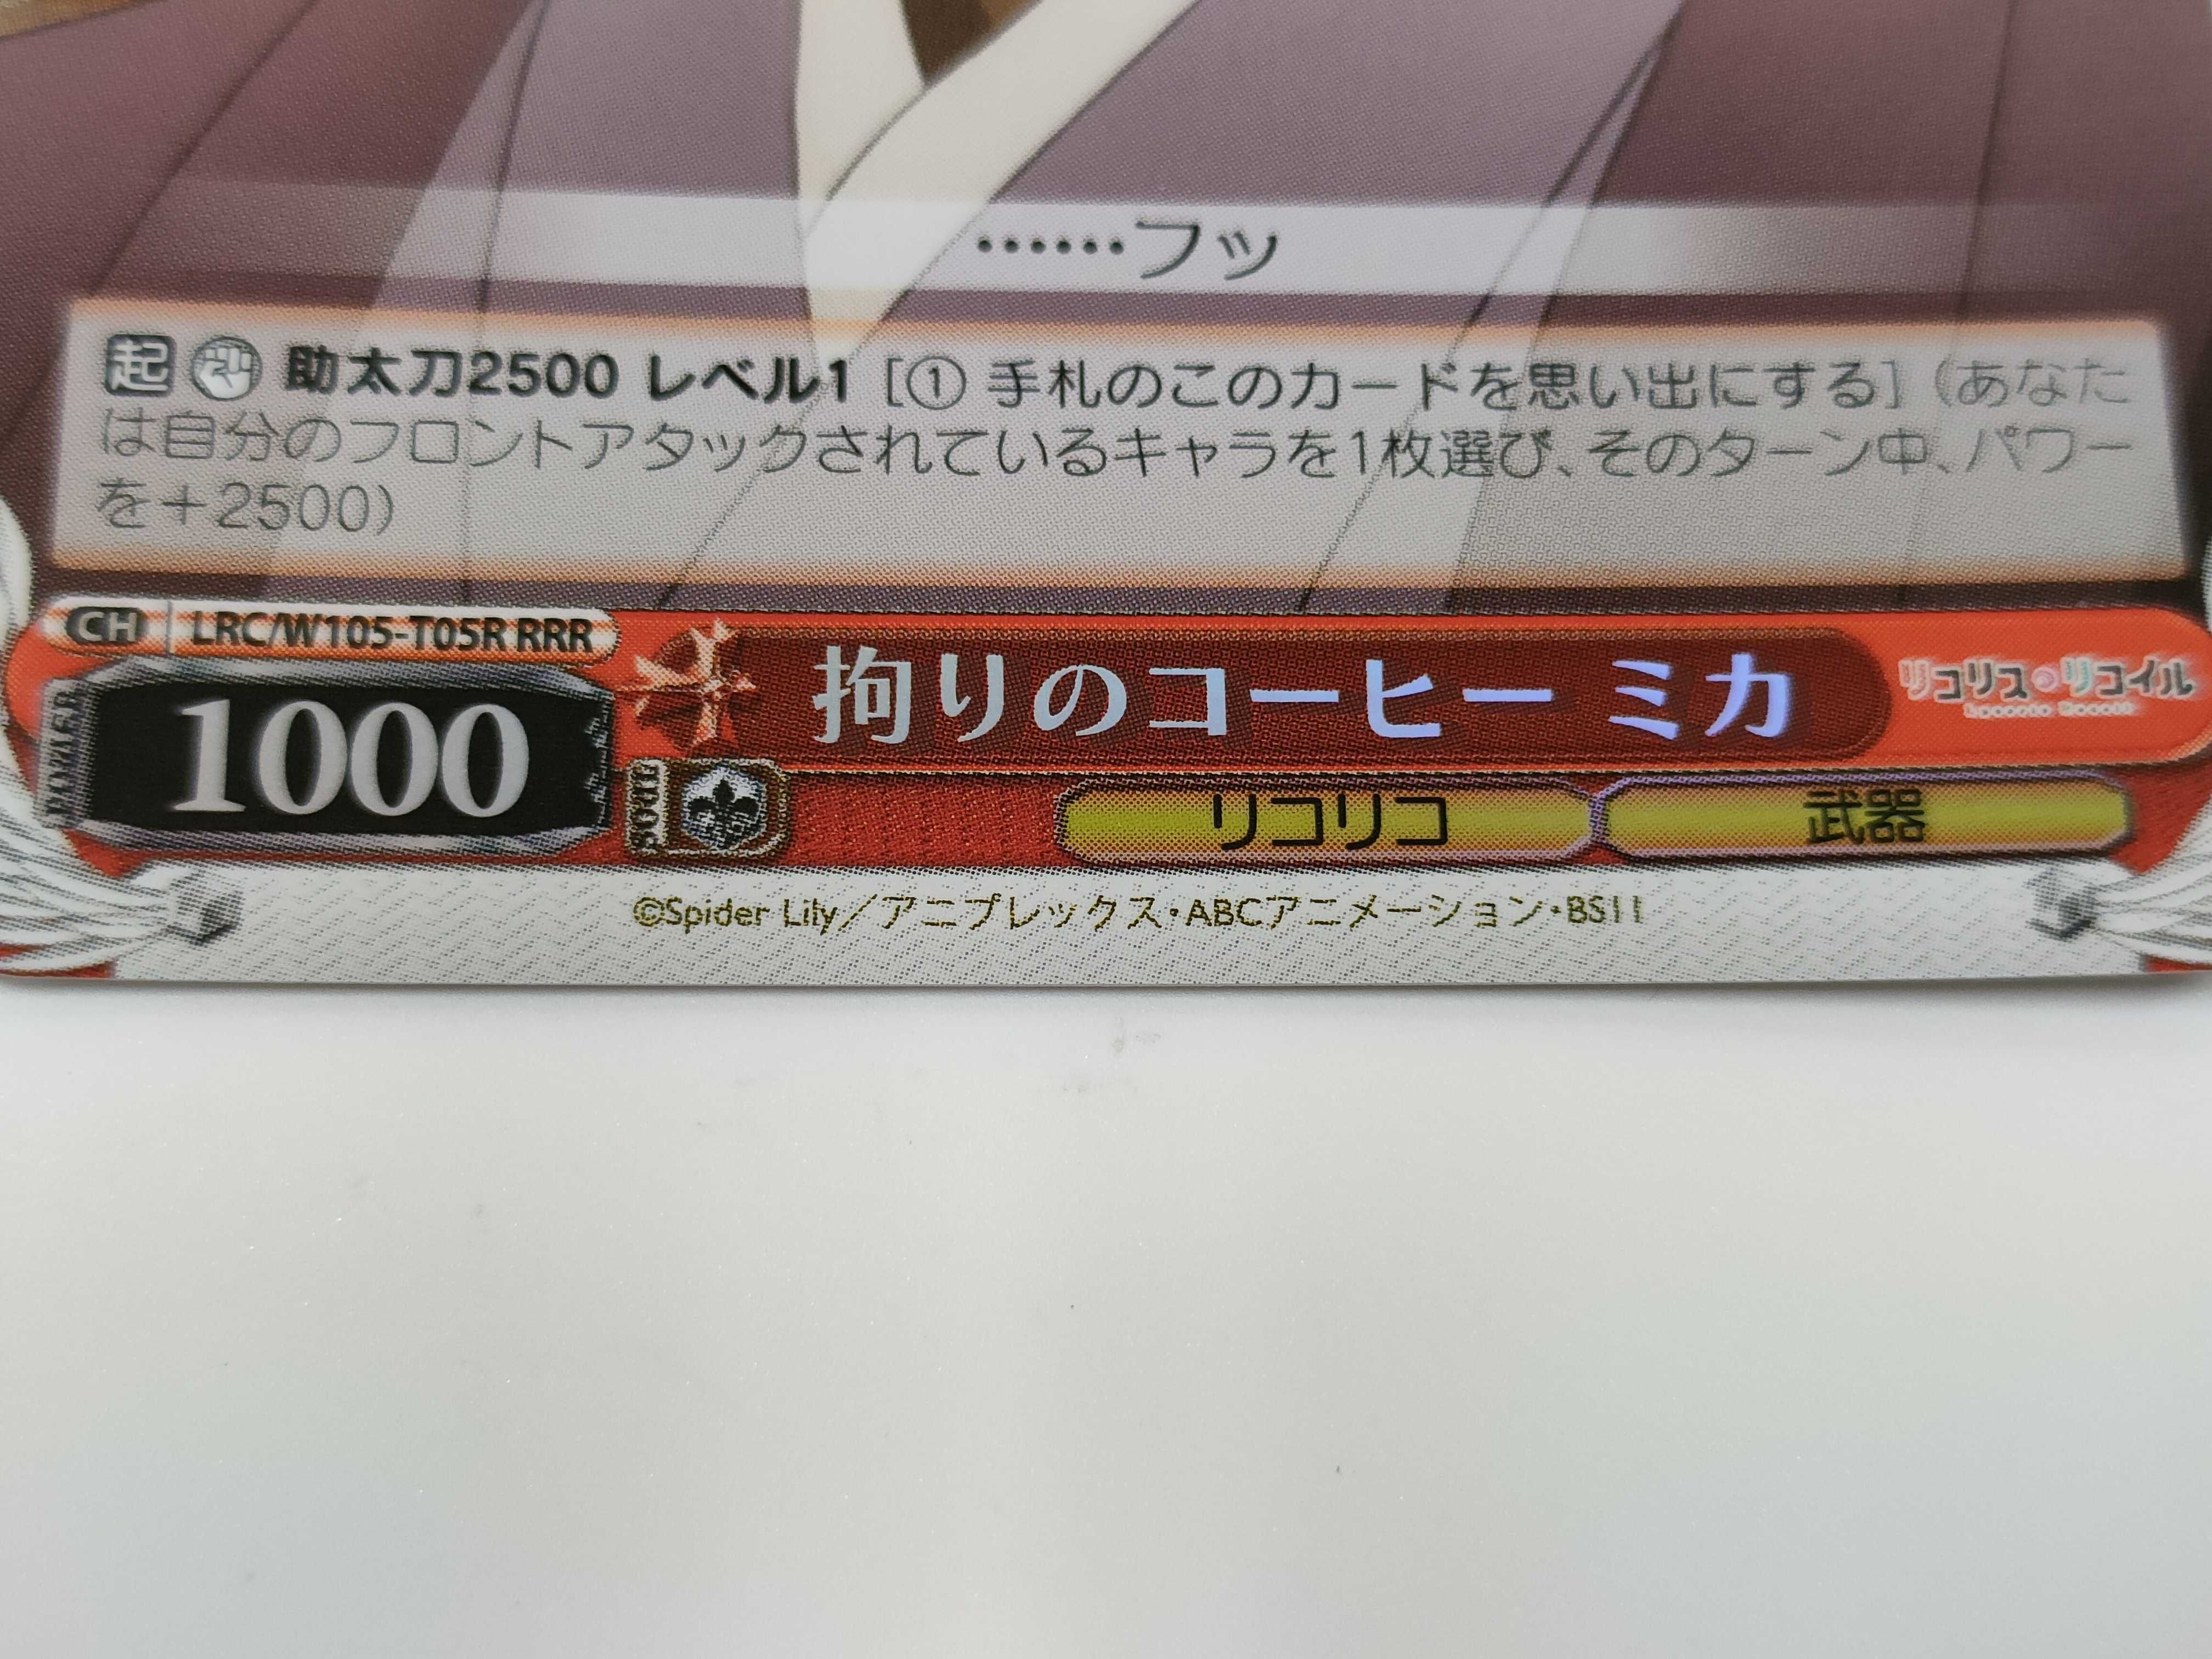 ……フッ
起 助太刀2500 レベル1［① 手札のこのカードを思い出にする］（あなた
は自分のフロントアタックされているキャラを1枚選び、そのターン中、パワー
を＋2500）
CH LRC/W105-T05R RRR
POWER 1000
拘りのコーヒー ミカ
リコリス・リコイル
Lycoris Recoil
SOUL
リコリコ 武器
©Spider Lily／アニプレックス・ABCアニメーション・BS11